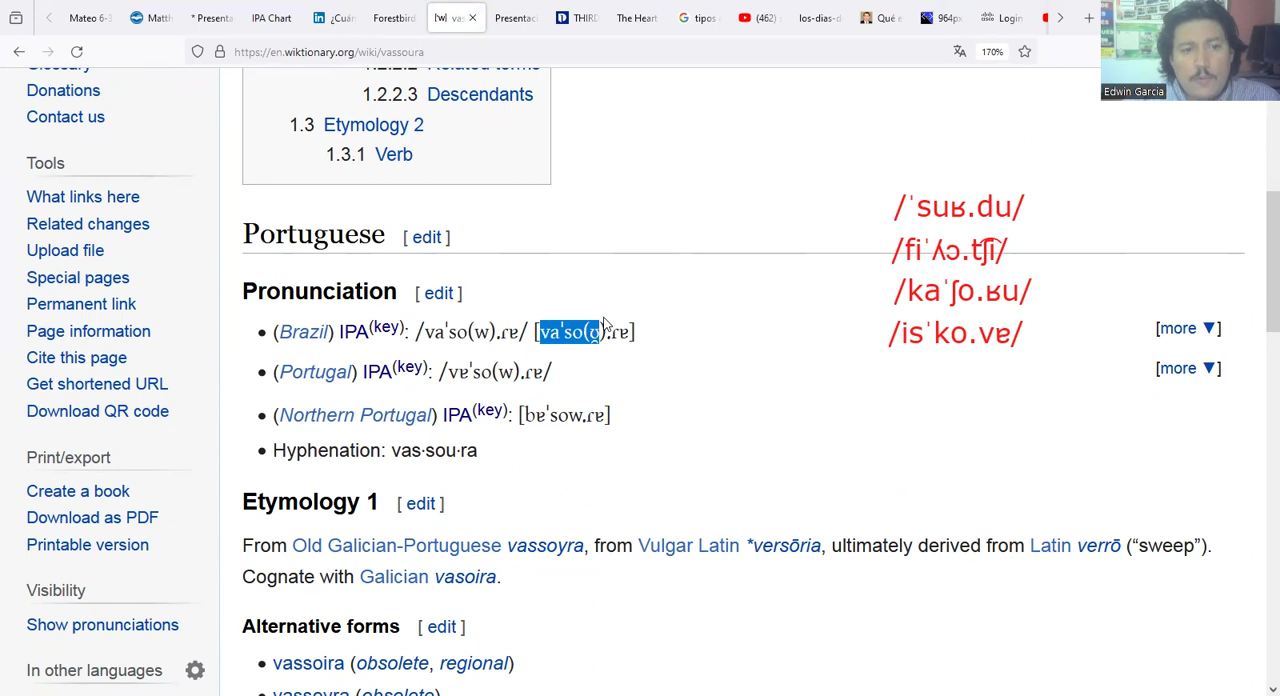 Mateo 6-3
Matth
* Presenta
IPA Chart
¿Cuán
Forestbird
vas
Presentaci
THIRD
The Heart
tipos
(462)
los-dias-d
Qué e
964px
Login
https://en.wiktionary.org/wiki/vassoura
170%
Edwin Garcia
Glossary
Donations
Contact us
Tools
What links here
Related changes
Upload file
Special pages
Permanent link
Page information
Cite this page
Get shortened URL
Download QR code
Print/export
Create a book
Download as PDF
Printable version
Visibility
Show pronunciations
In other languages
1.2.2.2 Related terms
1.2.2.3 Descendants
1.3 Etymology 2
1.3.1 Verb
Portuguese [ edit ]
Pronunciation [ edit ]
• (Brazil) IPA(key): /vaˈso(w).ɾɐ/ [vaˈso(ʊ̯).ɾɐ] [more ▼]
• (Portugal) IPA(key): /vɐˈso(w).ɾɐ/ [more ▼]
• (Northern Portugal) IPA(key): [bɐˈsow.ɾɐ]
• Hyphenation: vas·sou·ra
/ˈsuʁ.du/
/fiˈʎɔ.t͡ʃi/
/kaˈʃo.ʁu/
/isˈko.vɐ/
Etymology 1 [ edit ]
From Old Galician-Portuguese vassoyra, from Vulgar Latin *versōria, ultimately derived from Latin verrō (“sweep”).
Cognate with Galician vasoira.
Alternative forms [ edit ]
• vassoira (obsolete, regional)
• vassoyra (obsolete)